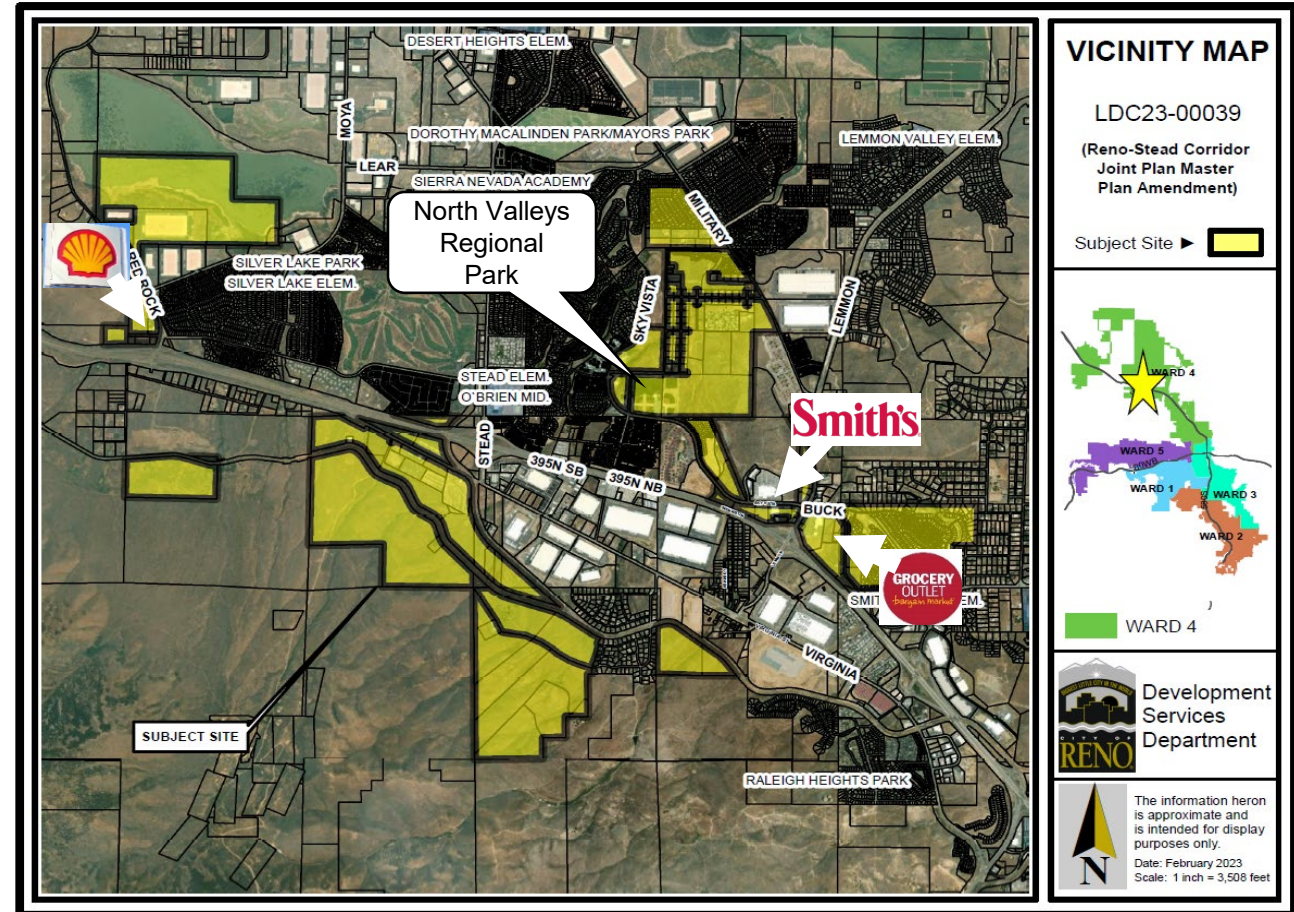 DESERT HEIGHTS ELEM.
MOYA
DOROTHY MACALINDEN PARK/MAYORS PARK
LEMMON VALLEY ELEM.
LEAR
SIERRA NEVADA ACADEMY
North Valleys
Regional
Park
MILITARY
RED ROCK
SILVER LAKE PARK
SILVER LAKE ELEM.
SKY VISTA
LEMMON
STEAD ELEM.
O'BRIEN MID.
STEAD
Smith's
395N SB
395N NB
BUCK
GROCERY
OUTLET
bargain market
SMIT
EM.
VIRGINIA
SUBJECT SITE
RALEIGH HEIGHTS PARK
VICINITY MAP
LDC23-00039
(Reno-Stead Corridor
Joint Plan Master
Plan Amendment)
Subject Site ►
WARD 4
WARD 5
WARD 1
WARD 3
WARD 2
WARD 4
CITY OF
RENO
Development
Services
Department
N
The information heron
is approximate and
is intended for display
purposes only.
Date: February 2023
Scale: 1 inch = 3,508 feet